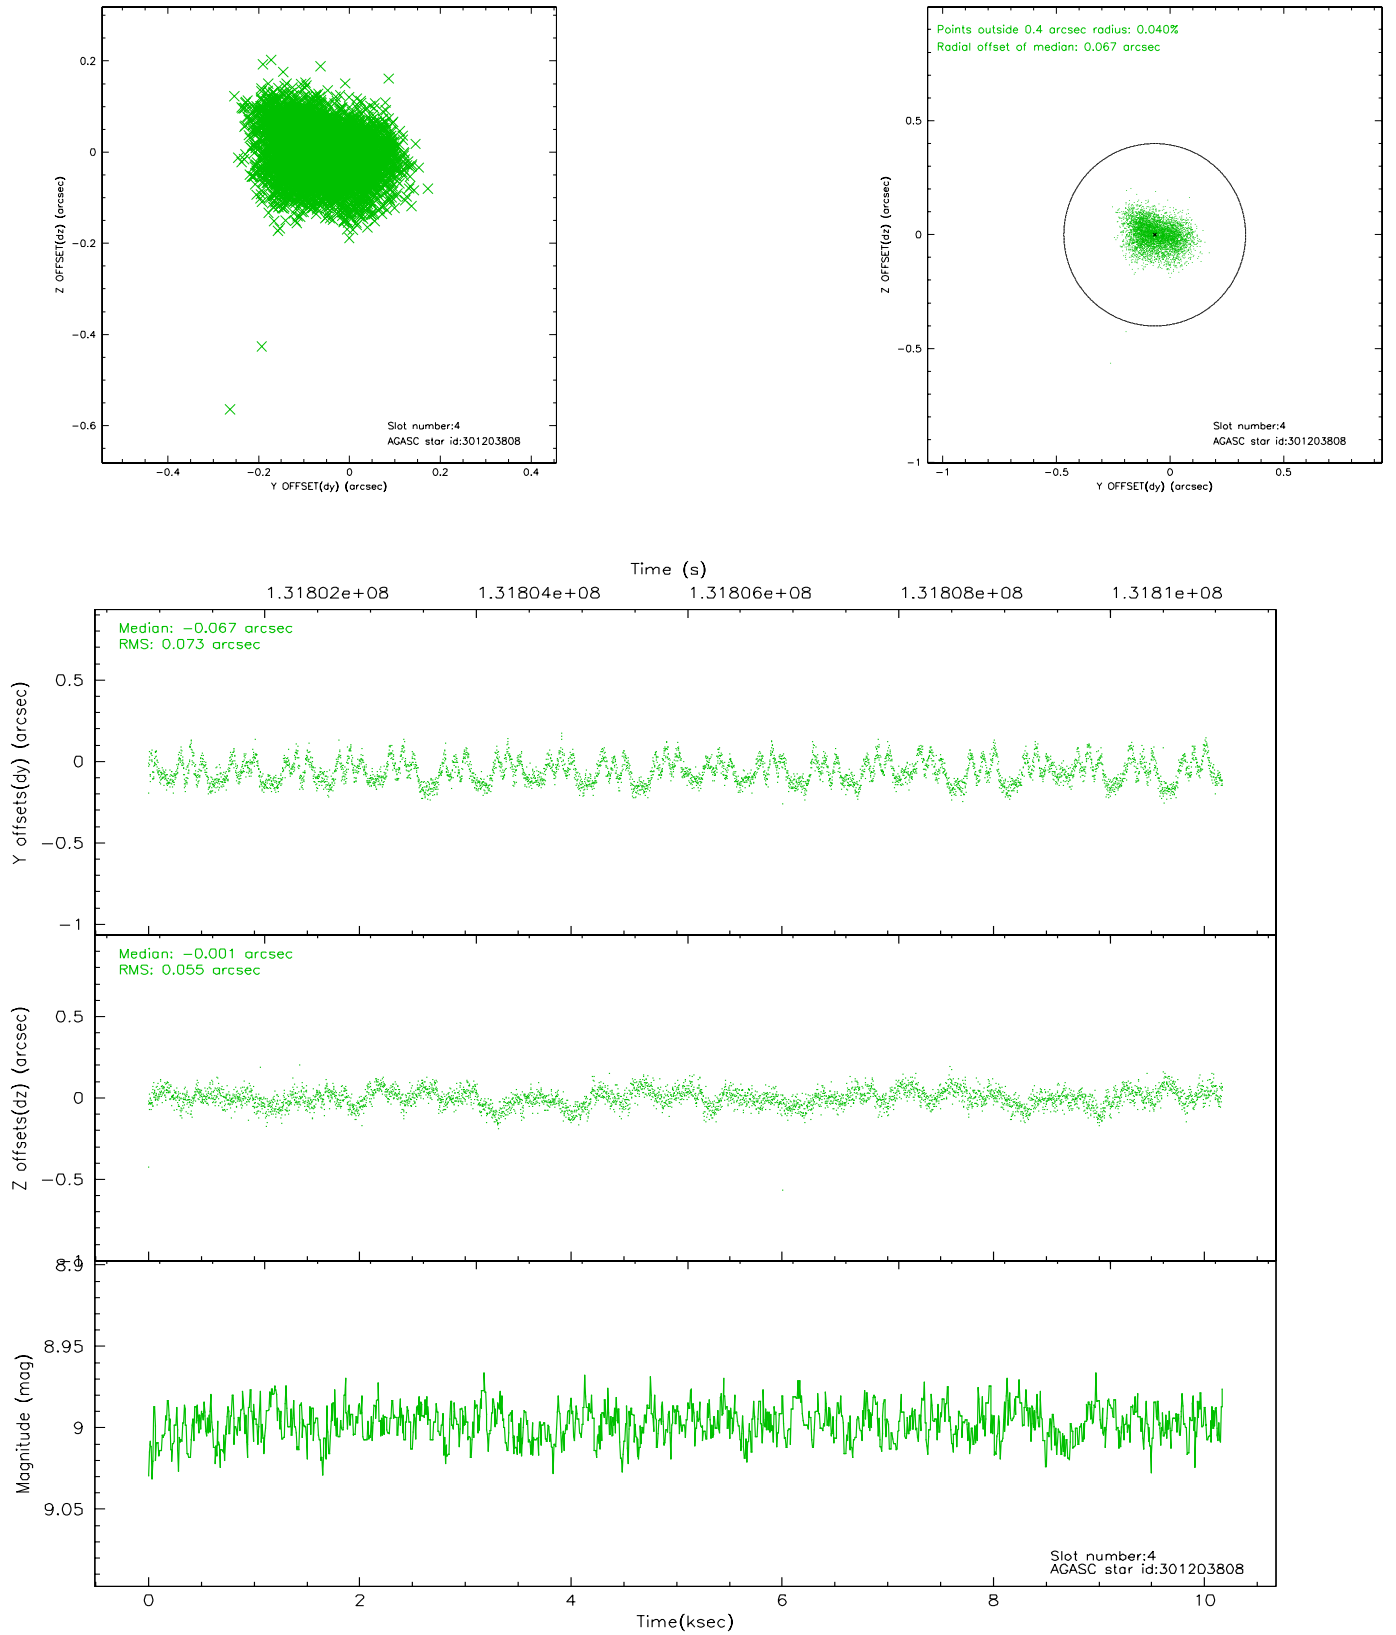 0.2
0
-0.2
-0.4
-0.6
-0.4
-0.2
0
0.2
0.4
Z OFFSET(dz) (arcsec)
Y OFFSET(dy) (arcsec)
Slot number:4
AGASC star id:301203808
Points outside 0.4 arcsec radius: 0.040%
Radial offset of median: 0.067 arcsec
0.5
0
-0.5
-1
-1
-0.5
0
0.5
Z OFFSET(dz) (arcsec)
Y OFFSET(dy) (arcsec)
Slot number:4
AGASC star id:301203808
Time (s)
1.31802e+08
1.31804e+08
1.31806e+08
1.31808e+08
1.3181e+08
Median: -0.067 arcsec
RMS: 0.073 arcsec
0.5
0
-0.5
-1
Y offsets(dy) (arcsec)
Median: -0.001 arcsec
RMS: 0.055 arcsec
0.5
0
-0.5
-1
Z offsets(dz) (arcsec)
8.9
8.95
9
9.05
Magnitude (mag)
Slot number:4
AGASC star id:301203808
0
2
4
6
8
10
Time(ksec)